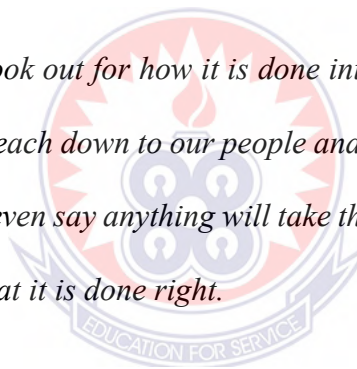 ook out for how it is done int
each down to our people and
even say anything will take th
at it is done right.
EDUCATION FOR SERVICE